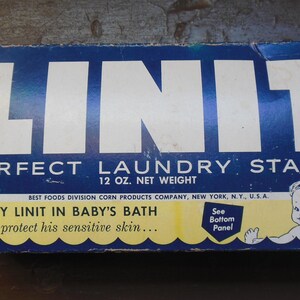 LINIT
RFECT LAUNDRY STA
12 OZ. NET WEIGHT
BEST FOODS DIVISION CORN PRODUCTS COMPANY, NEW YORK, N.Y., U.S.A.
Y LINIT IN BABY'S BATH
protect his sensitive skin...
See
Bottom
Panel